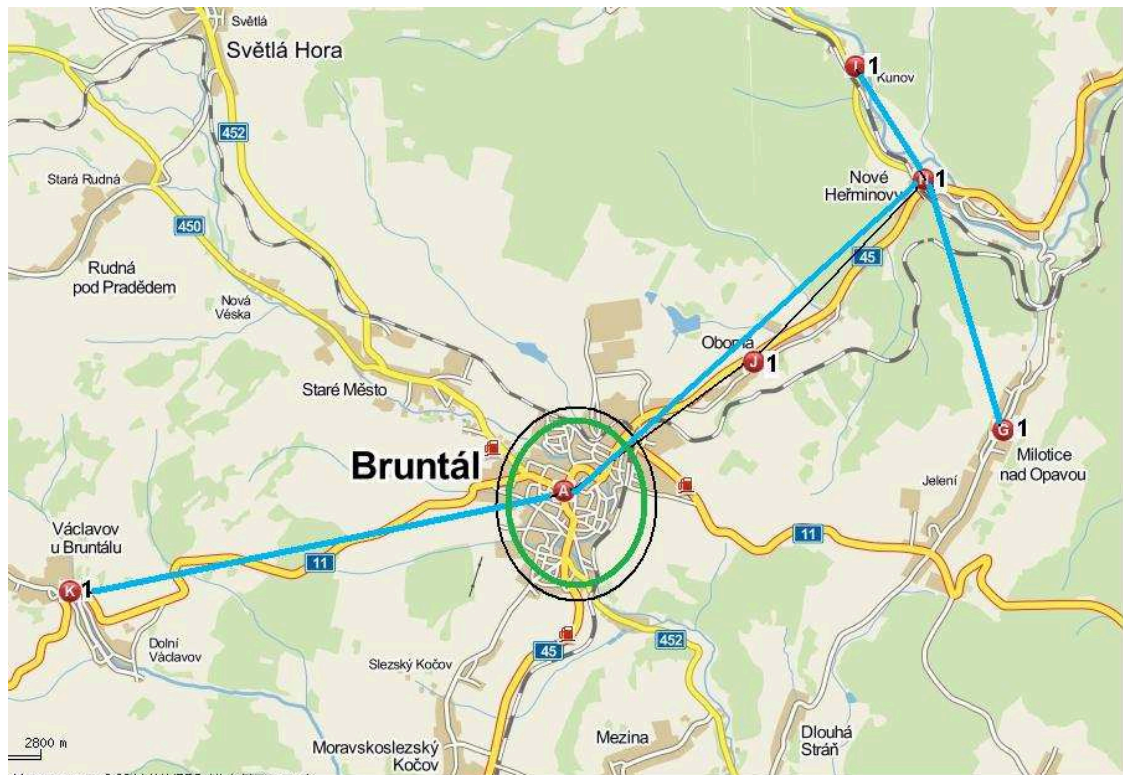 Světlá
Světlá Hora
I 1
Kunov
452
Stará Rudná
Nové
Heřminovy
1
450
Rudná
pod Pradědem
45
Nová
Véska
Oborná
J 1
Staré Město
Bruntál
G 1
Milotice
nad Opavou
A
Jelení
Václavov
u Bruntálu
11
11
K 1
Dolní
Václavov
Slezský Kočov
45
452
Mezina
Dlouhá
Stráň
2800 m
Moravskoslezský
Kočov